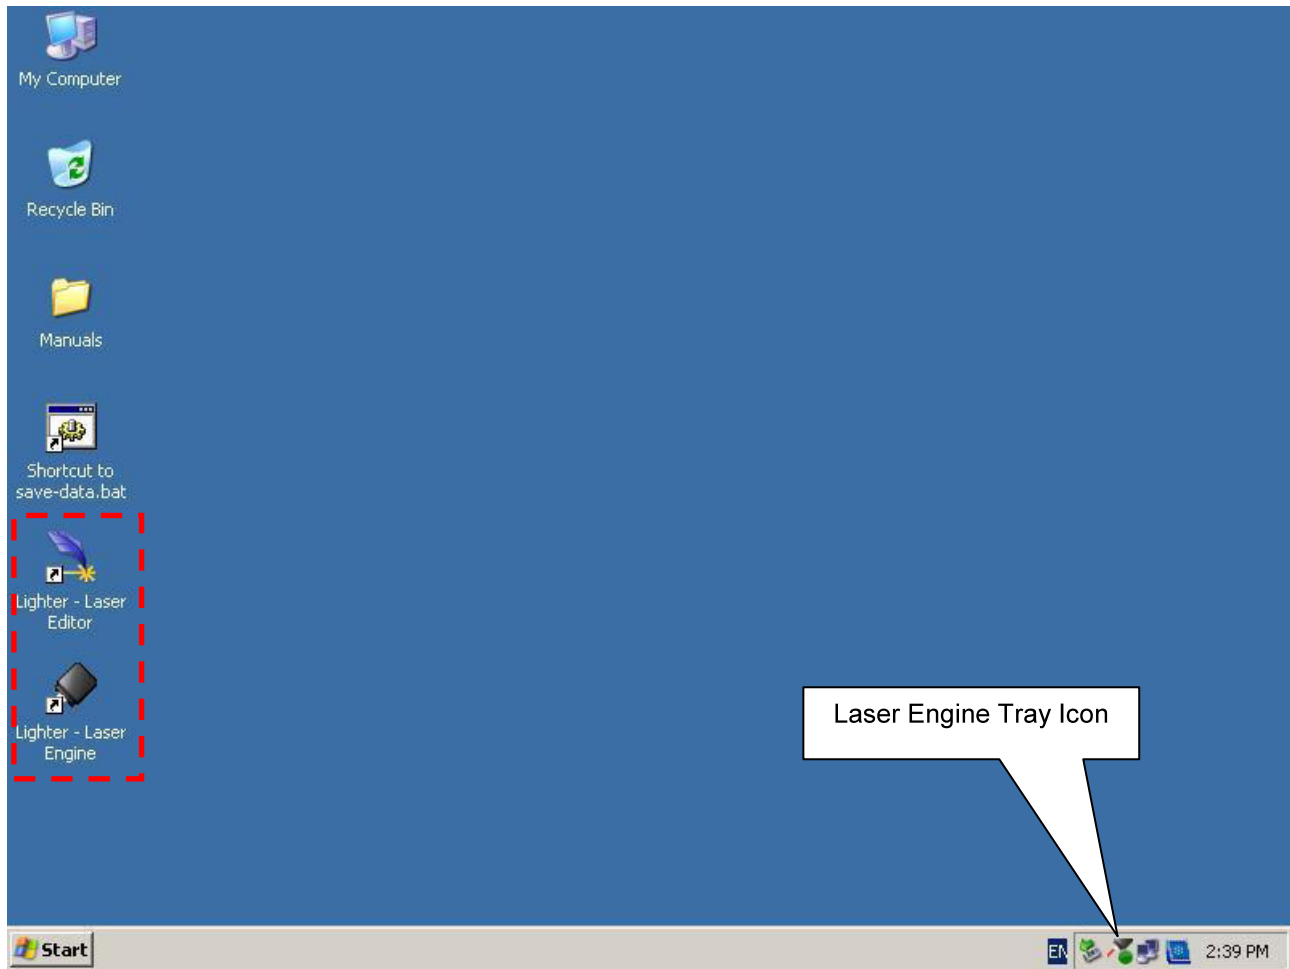 My Computer
Recycle Bin
Manuals
Shortcut to
save-data.bat
Lighter - Laser
Editor
Lighter - Laser
Engine
Laser Engine Tray Icon
Start
EN
2:39 PM